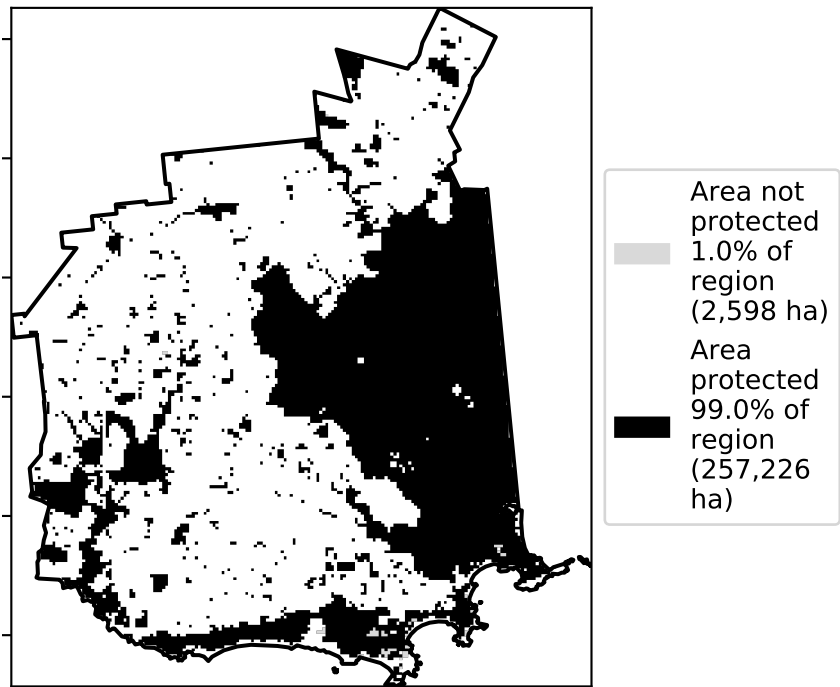 Area not
protected
1.0% of
region
(2,598 ha)
Area
protected
99.0% of
region
(257,226
ha)